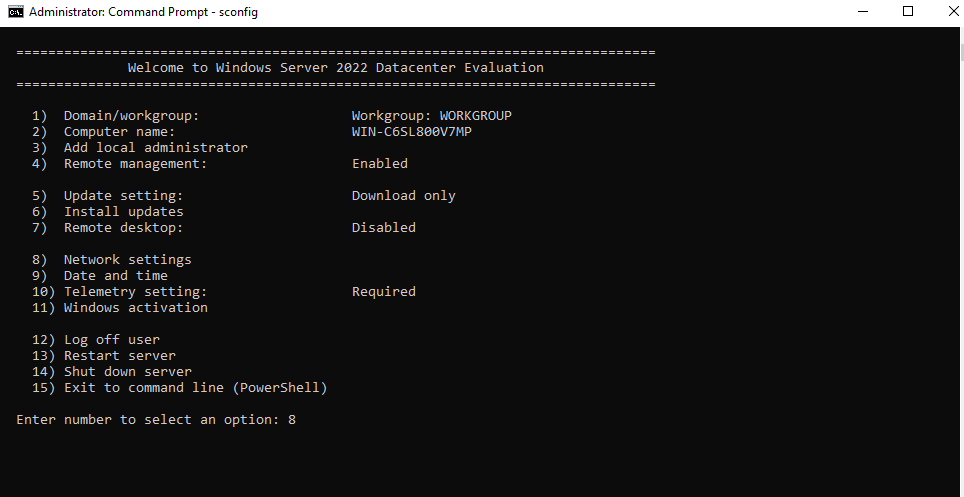 Administrator: Command Prompt - sconfig
================================================================================
Welcome to Windows Server 2022 Datacenter Evaluation
================================================================================
1) Domain/workgroup: Workgroup: WORKGROUP
2) Computer name: WIN-C6SL800V7MP
3) Add local administrator
4) Remote management: Enabled
5) Update setting: Download only
6) Install updates
7) Remote desktop: Disabled
8) Network settings
9) Date and time
10) Telemetry setting: Required
11) Windows activation
12) Log off user
13) Restart server
14) Shut down server
15) Exit to command line (PowerShell)
Enter number to select an option: 8